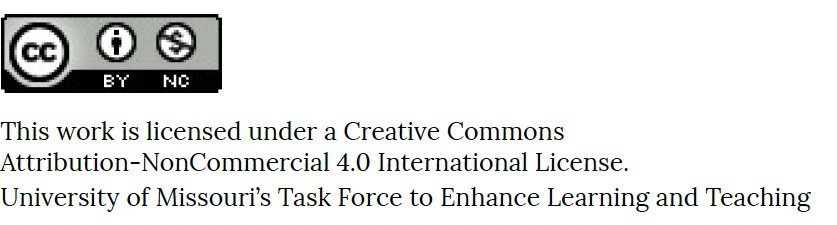 cc
BY NC
This work is licensed under a Creative Commons
Attribution-NonCommercial 4.0 International License.
University of Missouri’s Task Force to Enhance Learning and Teaching